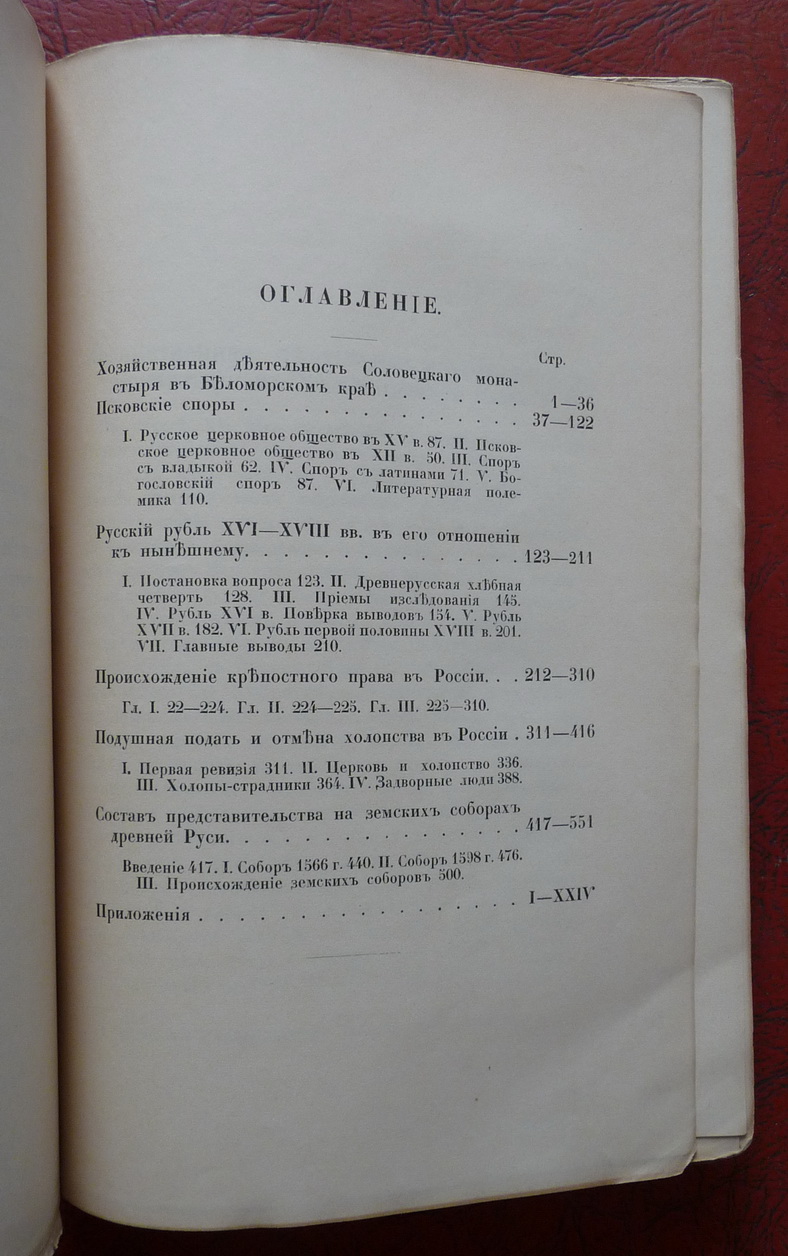 ОГЛАВЛЕНІЕ.
Стр.
Хозяйственная дѣятельность Соловецкаго мона-
стыря въ Бѣломорскомъ краѣ . . . . . . . 1—36
Псковскіе споры . . . . . . . . . . . . . . . 37—122
I. Русское церковное общество въ XV в. 87. II. Псков-
ское церковное общество въ XII в. 50. III. Споръ
съ владыкой 62. IV. Споръ съ латинами 71. V. Бо-
гословскій споръ 87. VI. Литературная поле-
мика 110.
Русскій рубль XVI—XVIII вв. въ его отношеніи
къ нынѣшнему. . . . . . . . . . . . . . 123—211
I. Постановка вопроса 123. II. Древнерусская хлѣбная
четверть 128. III. Пріемы изслѣдованія 145.
IV. Рубль XVI в. Повѣрка выводовъ 154. V. Рубль
XVII в. 182. VI. Рубль первой половины XVIII в. 201.
VII. Главные выводы 210.
Происхожденіе крѣпостного права въ Россіи. . . 212—310
Гл. I. 22—224. Гл. II. 224—225. Гл. III. 225—310.
Подушная подать и отмѣна холопства въ Россіи . 311—416
I. Первая ревизія 311. II. Церковь и холопство 336.
III. Холопы-страдники 364. IV. Задворные люди 388.
Составъ представительства на земскихъ соборахъ
древней Руси. . . . . . . . . . . . . . . 417—551
Введеніе 417. I. Соборъ 1566 г. 440. II. Соборъ 1598 г. 476.
III. Происхожденіе земскихъ соборовъ 500.
Приложенія . . . . . . . . . . . . . . I—XXIV